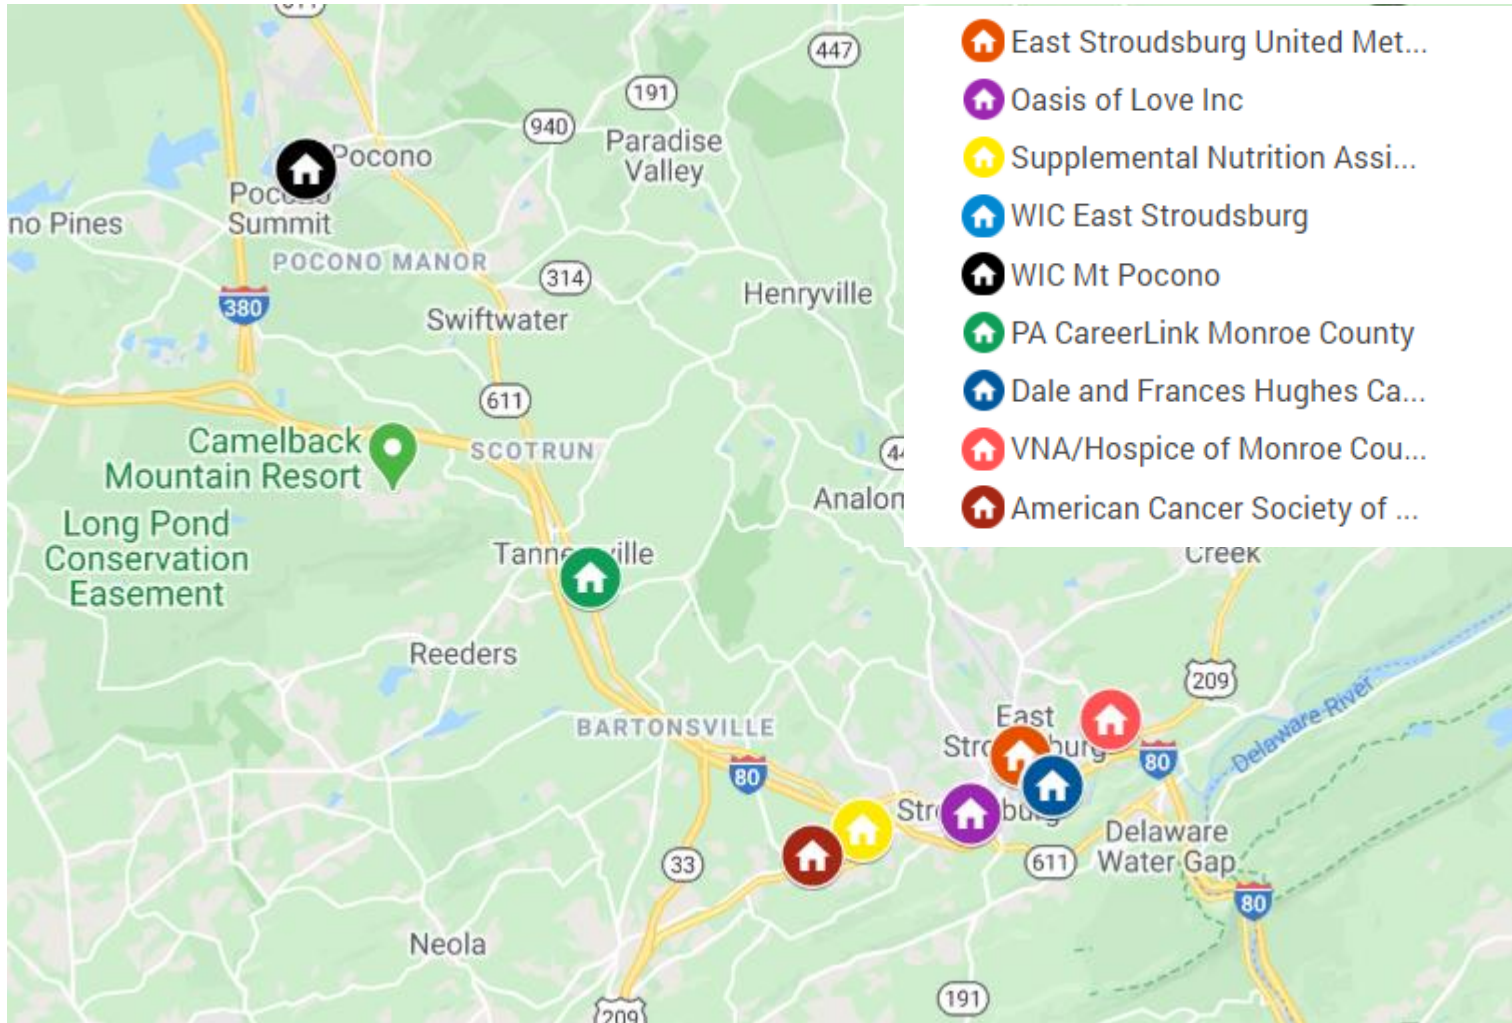 447
191
940
Paradise
Valley
Pocono
Summit
no Pines
POCONO MANOR
314
Henryville
380
Swiftwater
611
Camelback
Mountain Resort
SCOTRUN
Long Pond
Conservation
Easement
Reeders
BARTONSVILLE
80
33
Neola
209
East
209
80
Delaware River
Delaware
Water Gap
611
80
191
Creek
East Stroudsburg United Met...
Oasis of Love Inc
Supplemental Nutrition Assi...
WIC East Stroudsburg
WIC Mt Pocono
PA CareerLink Monroe County
Dale and Frances Hughes Ca...
VNA/Hospice of Monroe Cou...
American Cancer Society of ...